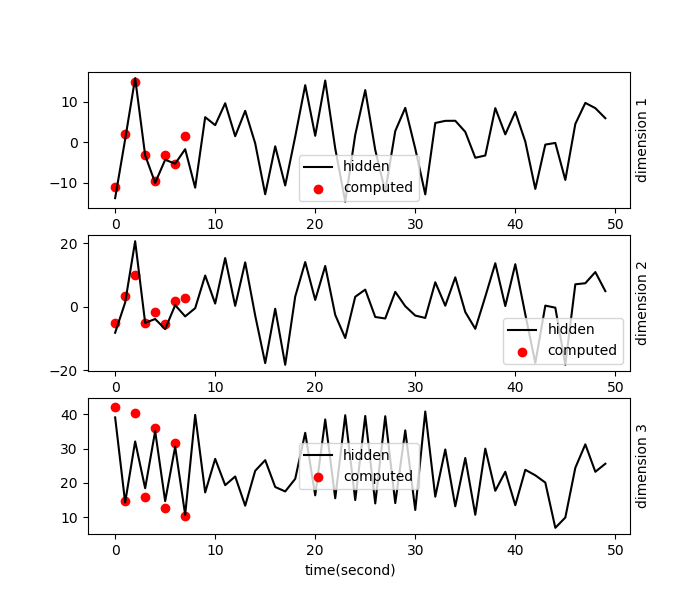 10
0
−10
0 10 20 30 40 50
hidden
computed
dimension 1
20
0
−20
0 10 20 30 40 50
hidden
computed
dimension 2
40
30
20
10
0 10 20 30 40 50
hidden
computed
dimension 3
time(second)